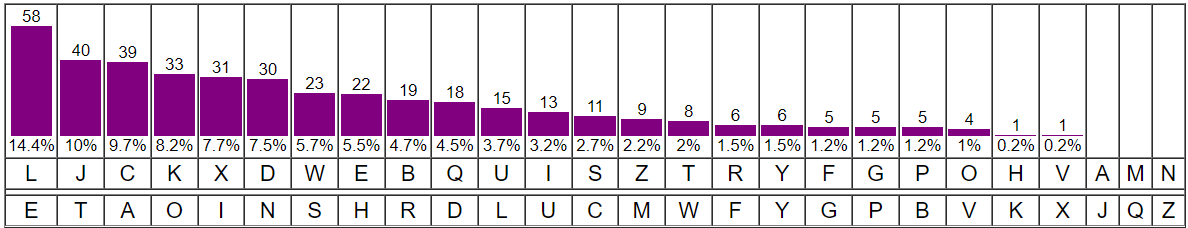 58 40 39 33 31 30 23 22 19 18 15 13 11 9 8 6 6 5 5 5 4 1 1
14.4% 10% 9.7% 8.2% 7.7% 7.5% 5.7% 5.5% 4.7% 4.5% 3.7% 3.2% 2.7% 2.2% 2% 1.5% 1.5% 1.2% 1.2% 1.2% 1% 0.2% 0.2%
L J C K X D W E B Q U I S Z T R Y F G P O H V A M N
E T A O I N S H R D L U C M W F Y G P B V K X J Q Z